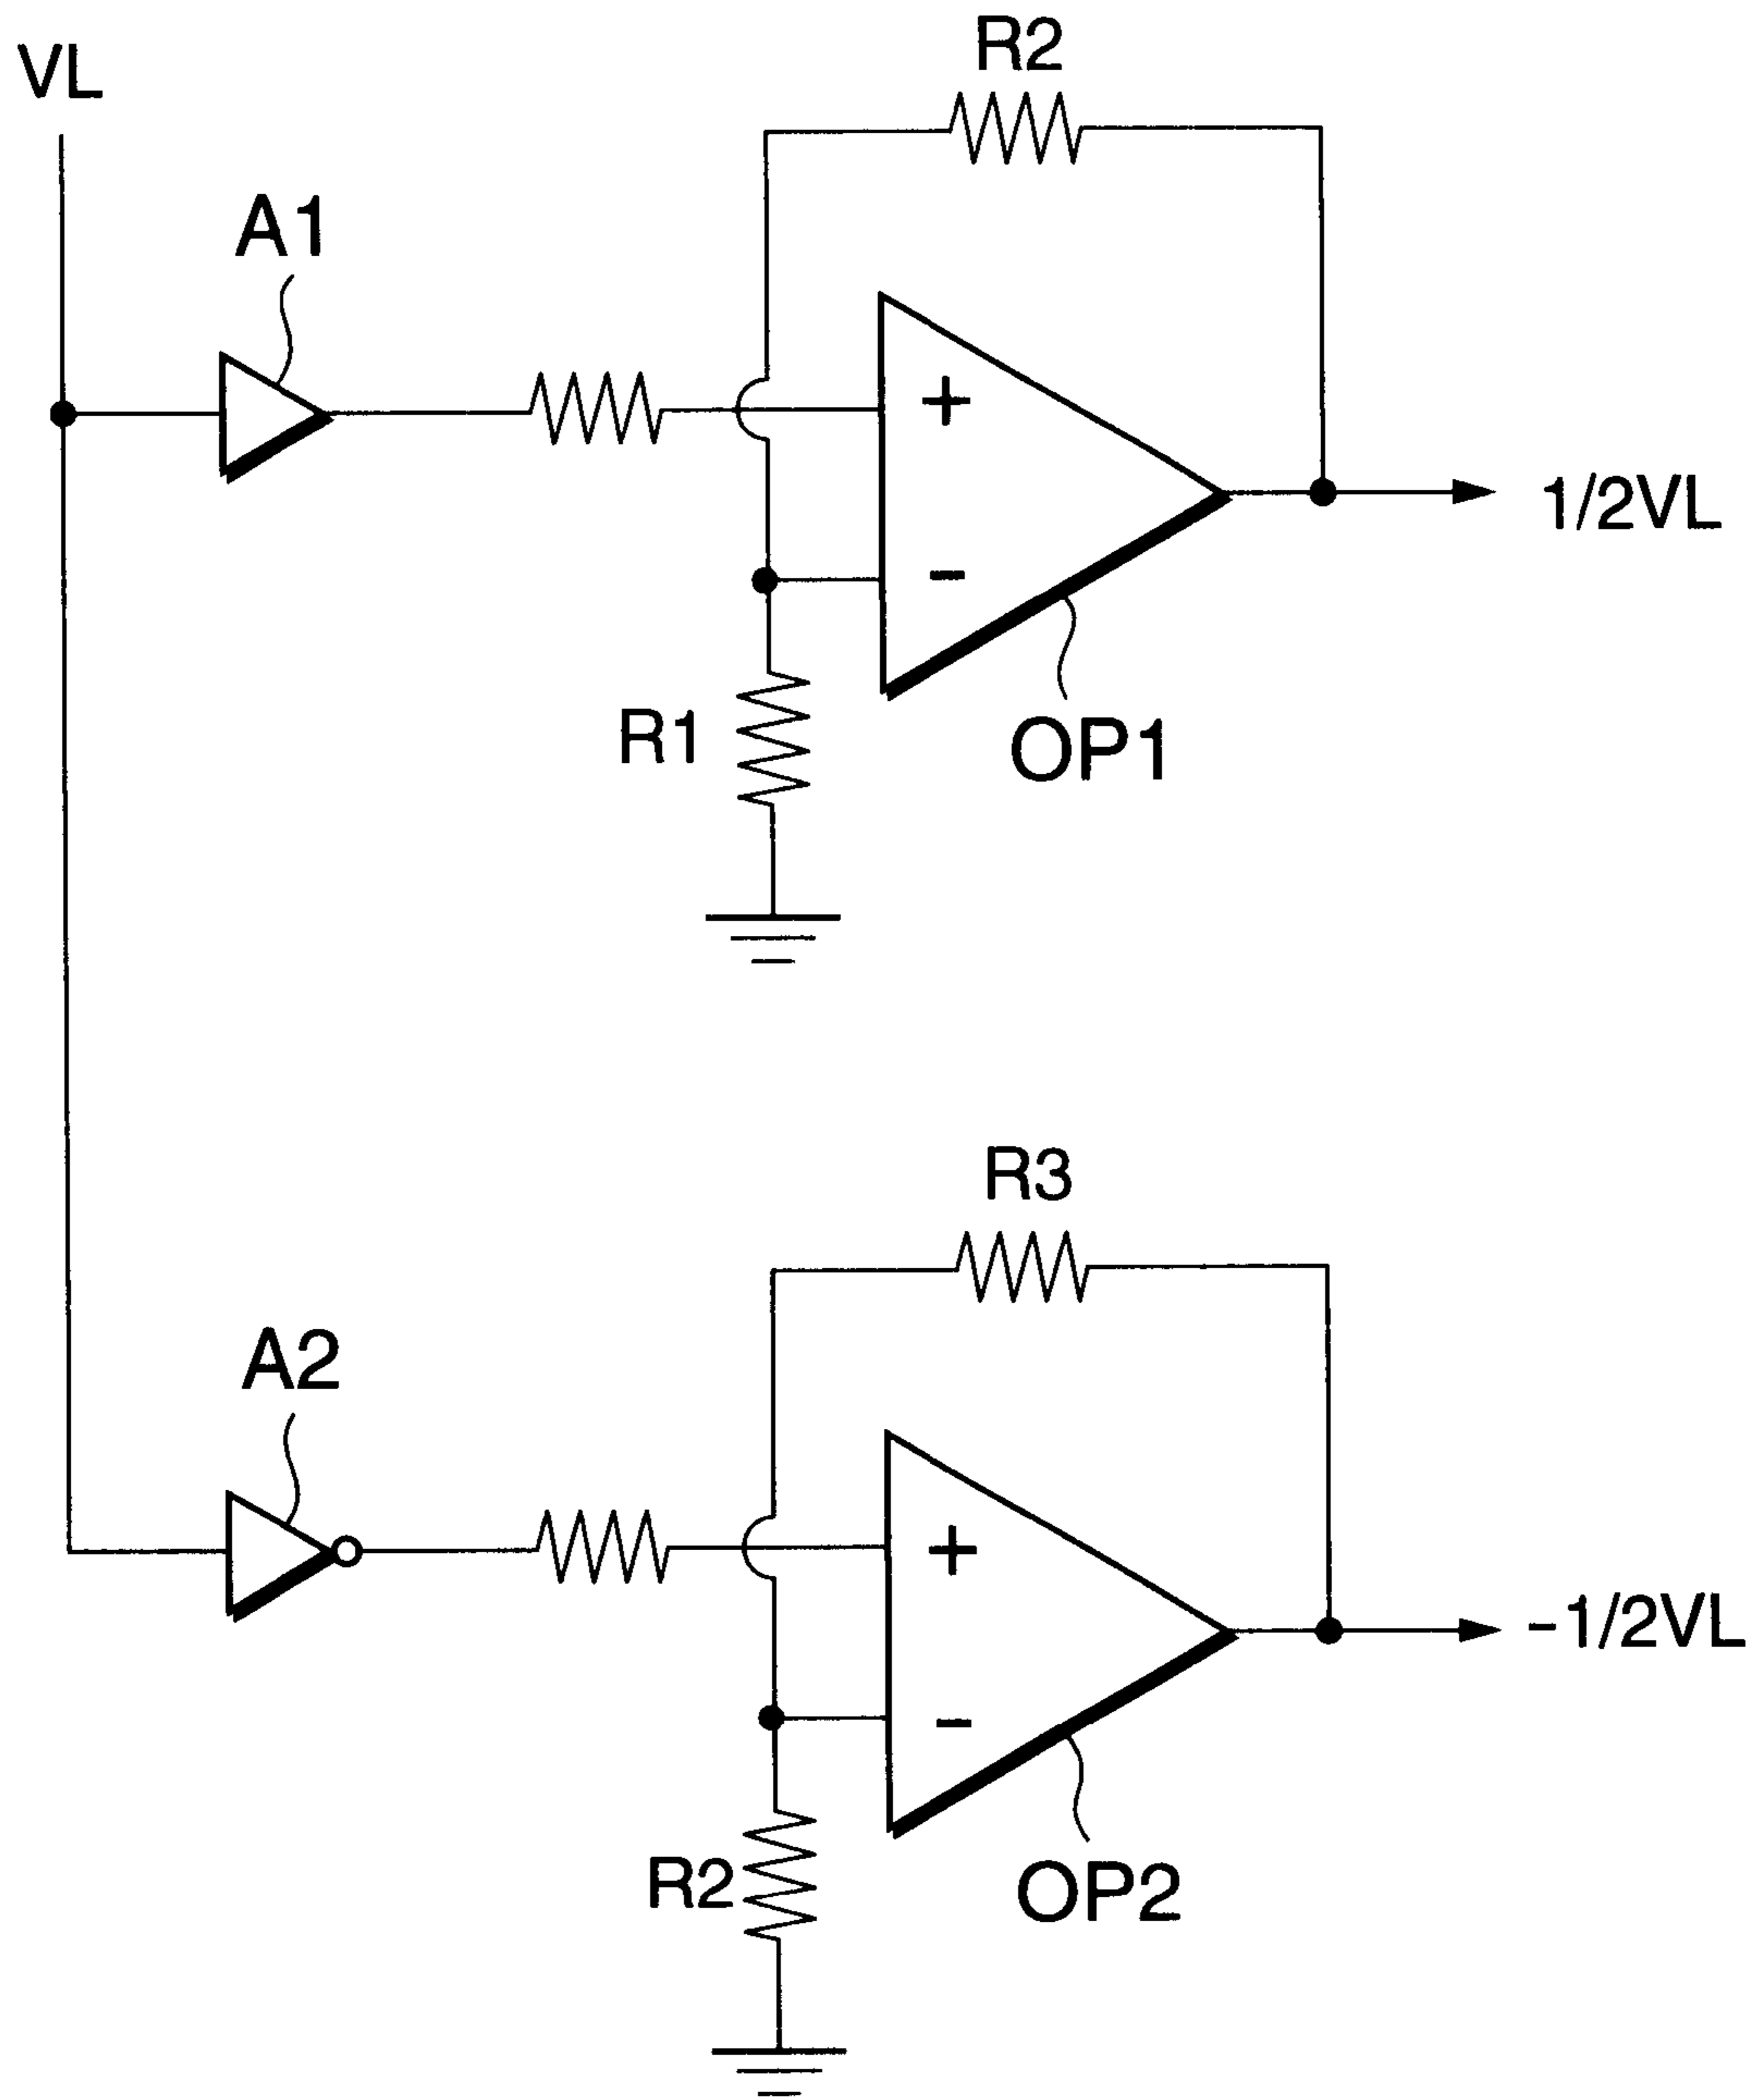 VL
R2
A1
+
1/2VL
-
R1
OP1
R3
A2
+
-1/2VL
-
R2
OP2